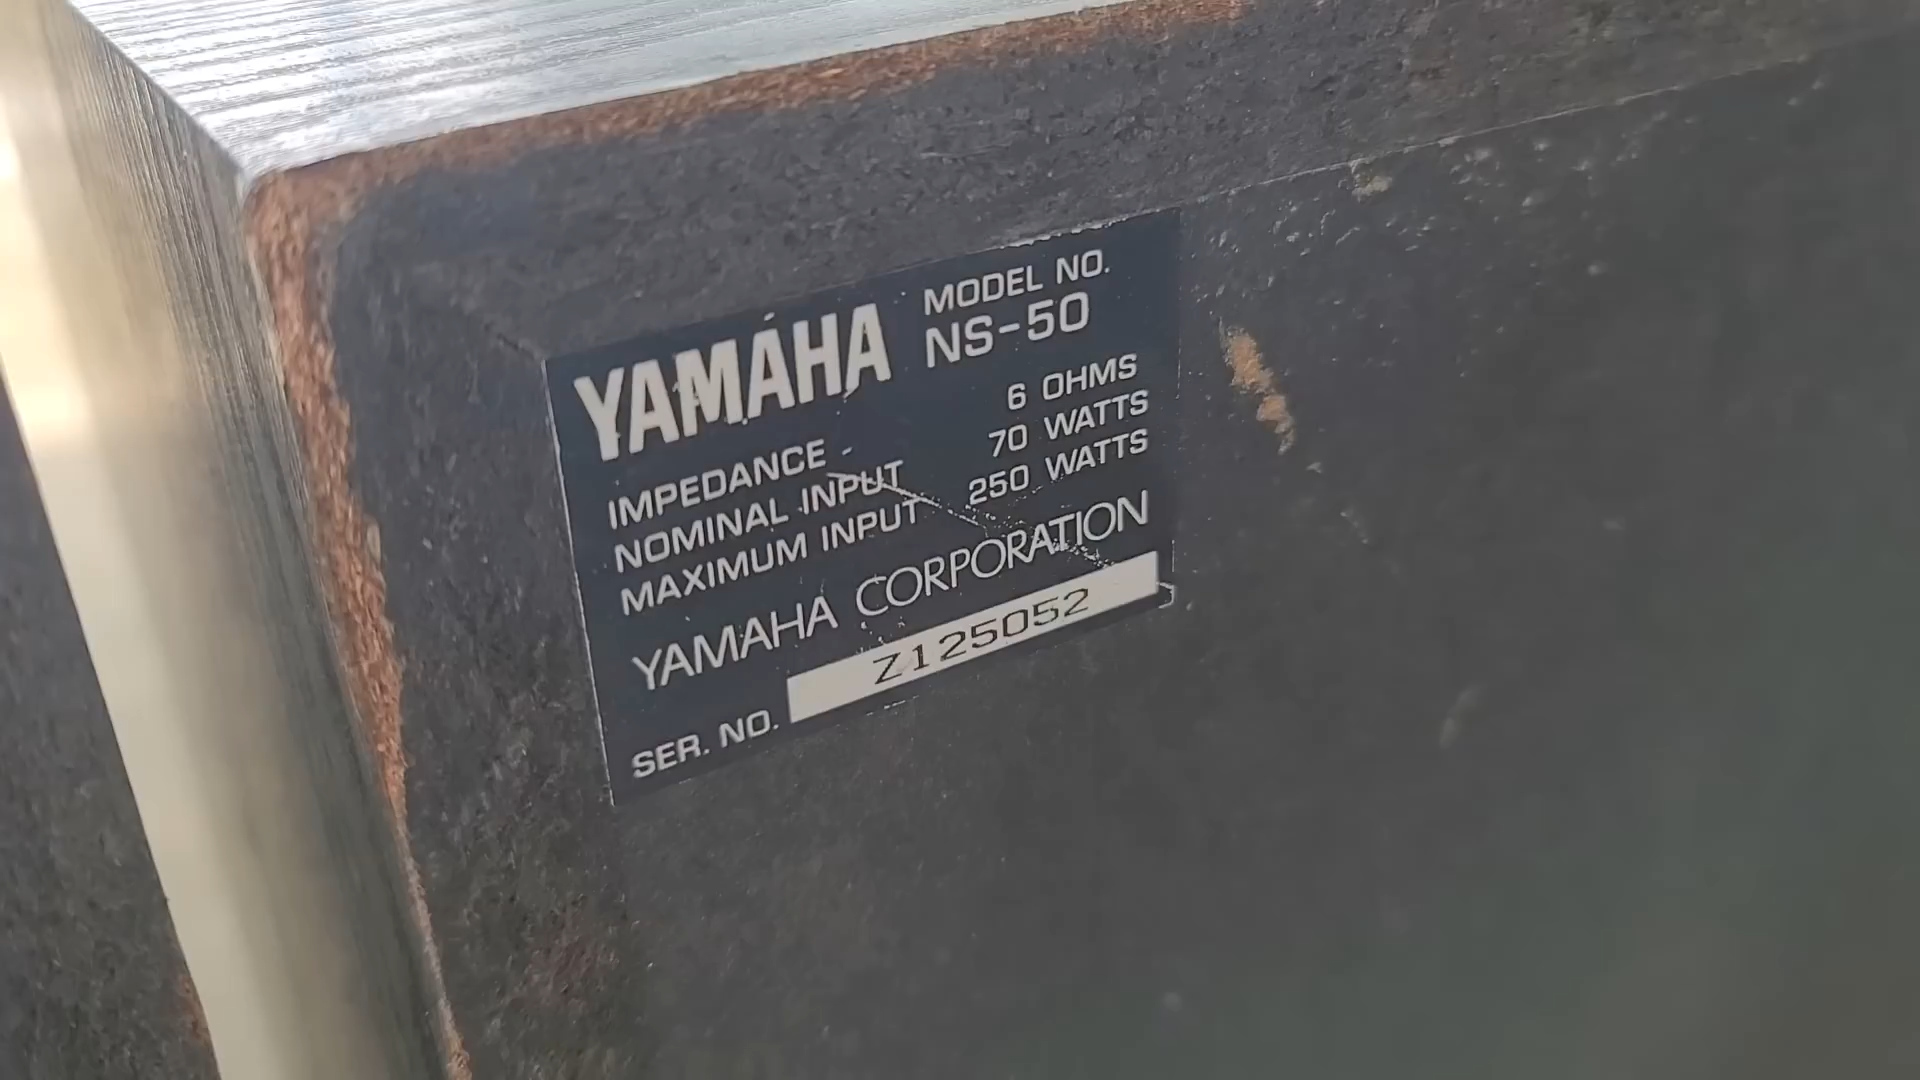 YAMAHA MODEL NO.
NS-50
IMPEDANCE 6 OHMS
NOMINAL INPUT 70 WATTS
MAXIMUM INPUT 250 WATTS
YAMAHA CORPORATION
SER. NO. Z125052